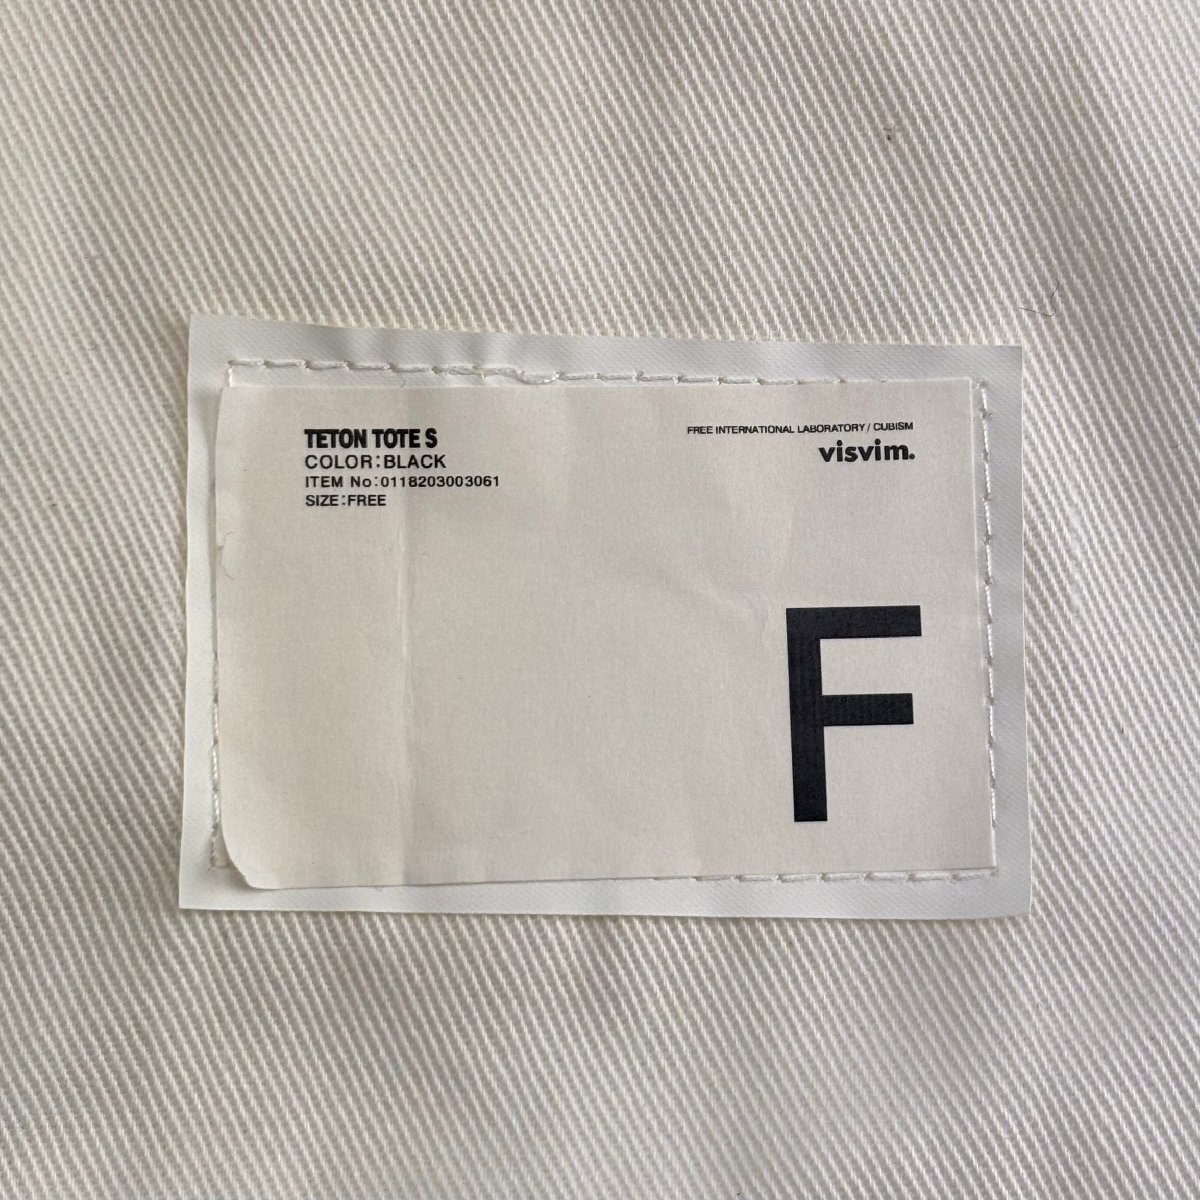 TETON TOTE S
COLOR:BLACK
ITEM No:0118203003061
SIZE:FREE
FREE INTERNATIONAL LABORATORY / CUBISM
visvim.
F